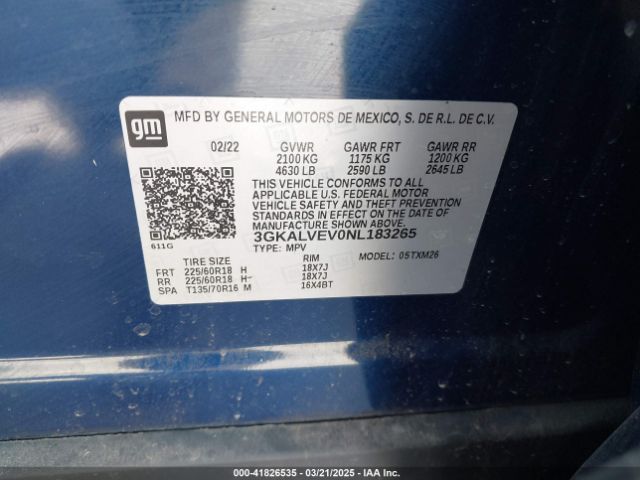 gm
MFD BY GENERAL MOTORS DE MEXICO, S. DE R.L. DE C.V.
02/22 GVWR GAWR FRT GAWR RR
2100 KG 1175 KG 1200 KG
4630 LB 2590 LB 2645 LB
THIS VEHICLE CONFORMS TO ALL
APPLICABLE U.S. FEDERAL MOTOR
VEHICLE SAFETY AND THEFT
PREVENTION STANDARDS IN EFFECT ON
THE DATE OF MANUFACTURE SHOWN ABOVE.
3GKALVEV0NL183265
611G TYPE: MPV MODEL: 05TXM26
TIRE SIZE RIM
FRT 225/60R18 H 18X7J
RR 225/60R18 H 18X7J
SPA T135/70R16 M 16X4BT
000-41826535 - 03/21/2025 - IAA Inc.